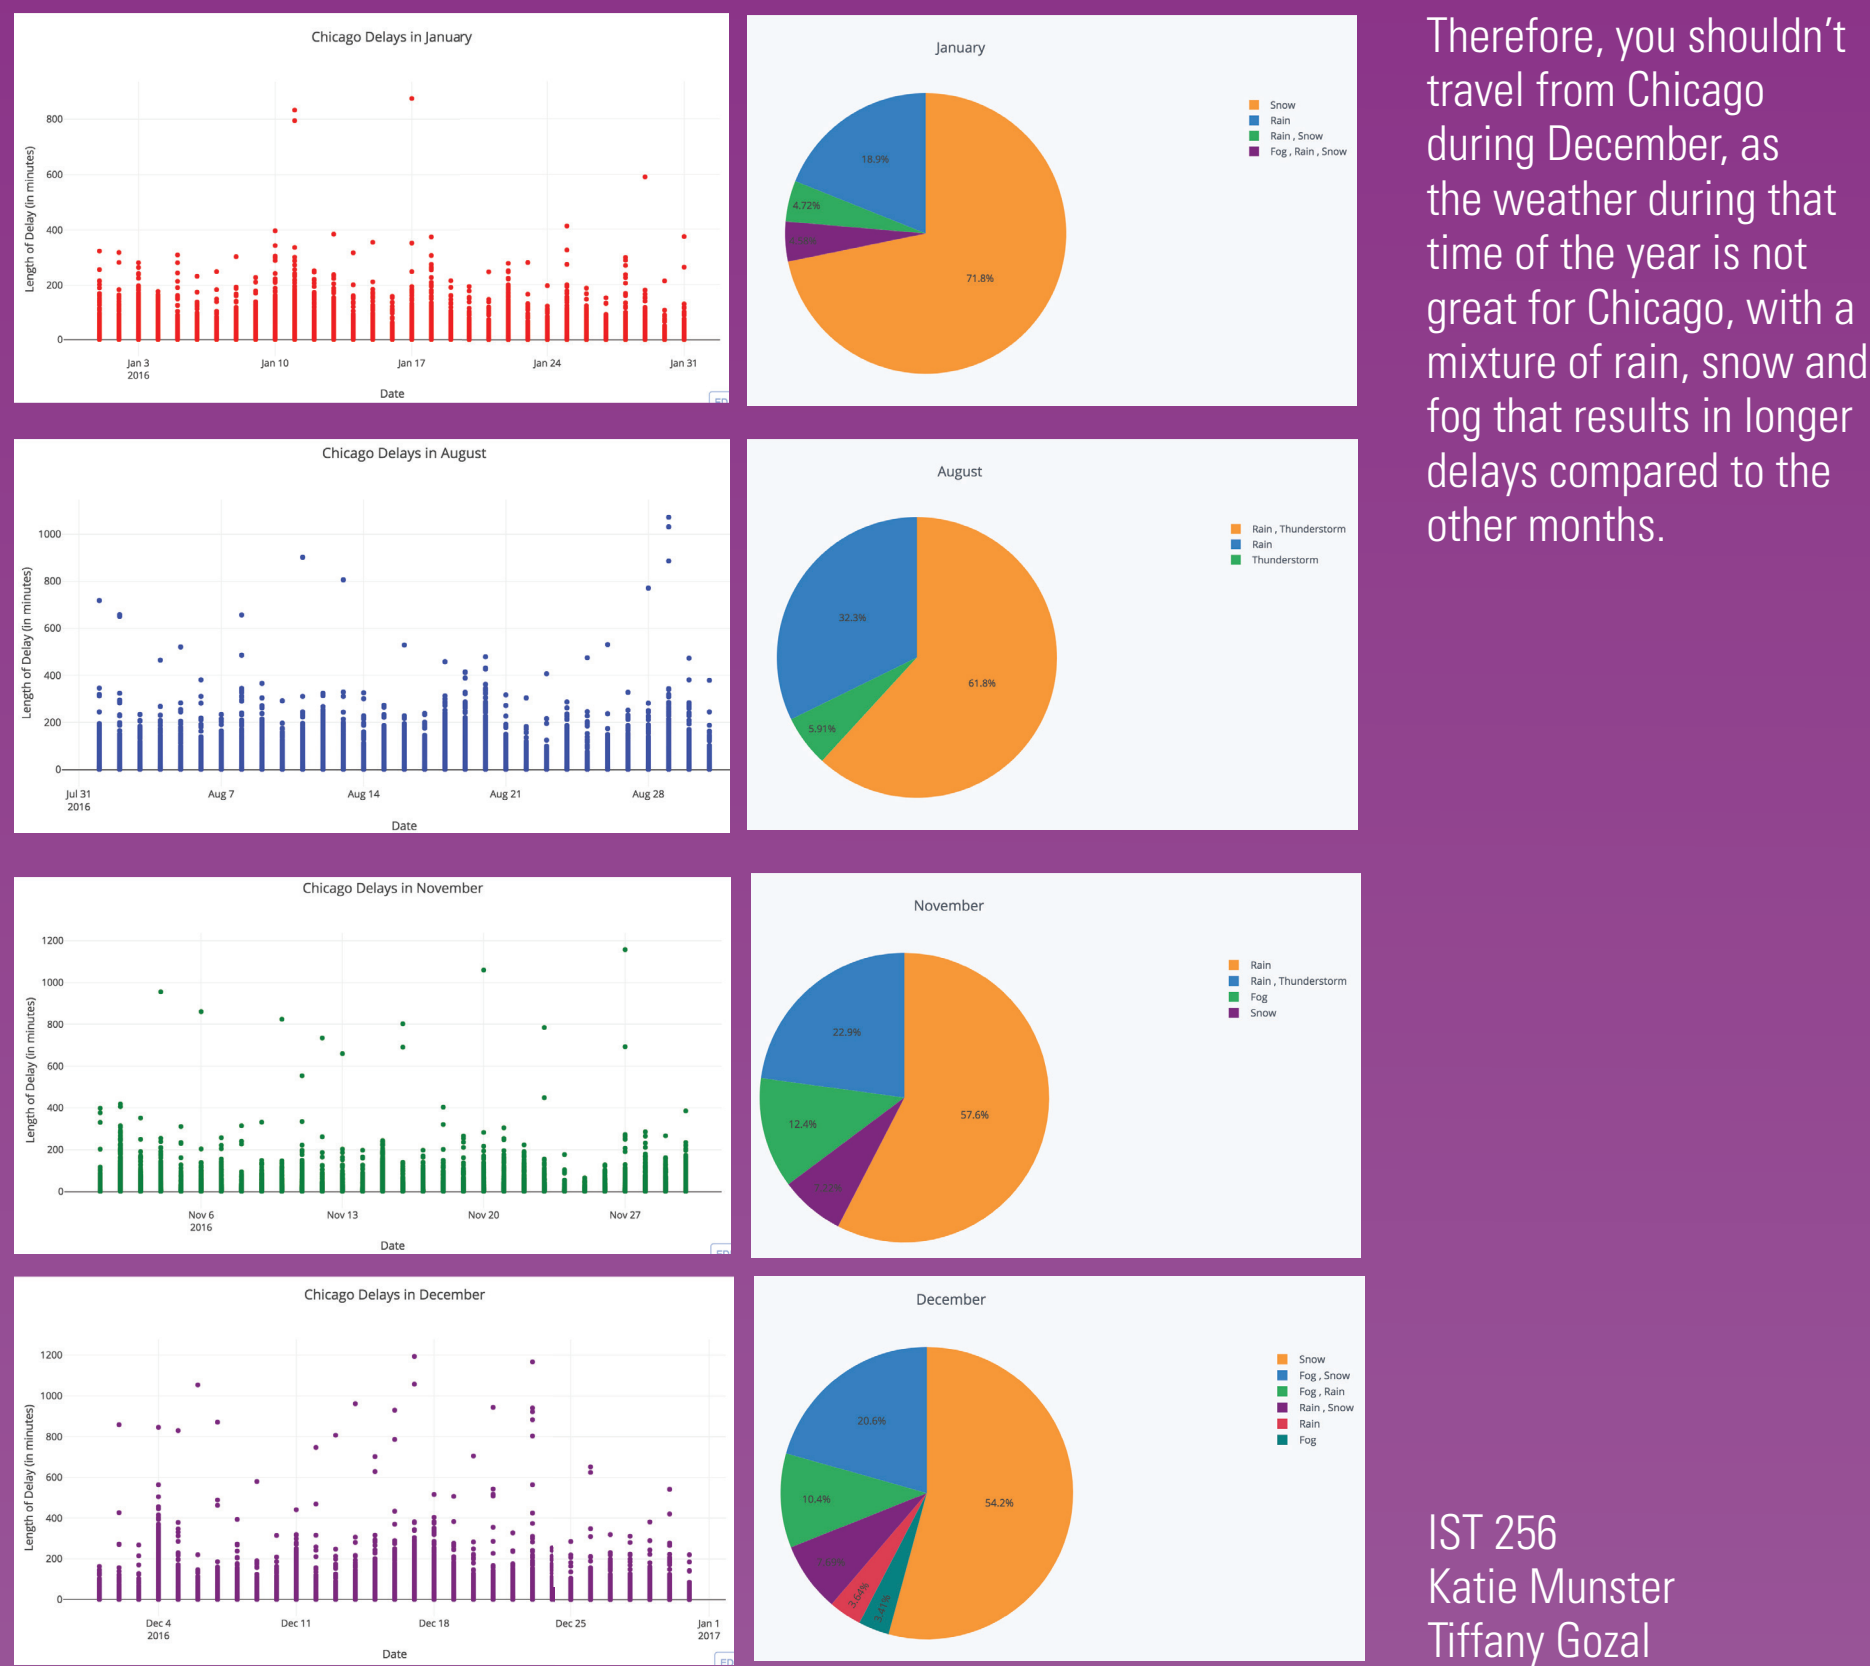 Chicago Delays in January
Length of Delay (in minutes)
800
600
400
200
0
Jan 3
2016
Jan 10
Jan 17
Jan 24
Jan 31
Date
January
Snow
Rain
Rain , Snow
Fog , Rain , Snow
18.9%
4.72%
71.8%
Therefore, you shouldn't
travel from Chicago
during December, as
the weather during that
time of the year is not
great for Chicago, with a
mixture of rain, snow and
fog that results in longer
delays compared to the
other months.
Chicago Delays in August
Length of Delay (in minutes)
1000
800
600
400
200
0
Jul 31
2016
Aug 7
Aug 14
Aug 21
Aug 28
Date
August
Rain , Thunderstorm
Rain
Thunderstorm
32.3%
61.8%
5.91%
Chicago Delays in November
Length of Delay (in minutes)
1200
1000
800
600
400
200
0
Nov 6
2016
Nov 13
Nov 20
Nov 27
Date
November
Rain
Rain , Thunderstorm
Fog
Snow
22.9%
12.4%
57.6%
Chicago Delays in December
Length of Delay (in minutes)
1200
1000
800
600
400
200
0
Dec 4
2016
Dec 11
Dec 18
Dec 25
Jan 1
2017
Date
December
Snow
Fog , Snow
Fog , Rain
Rain , Snow
Rain
Fog
20.6%
10.4%
54.2%
3.64%
3.41%
IST 256
Katie Munster
Tiffany Gozal